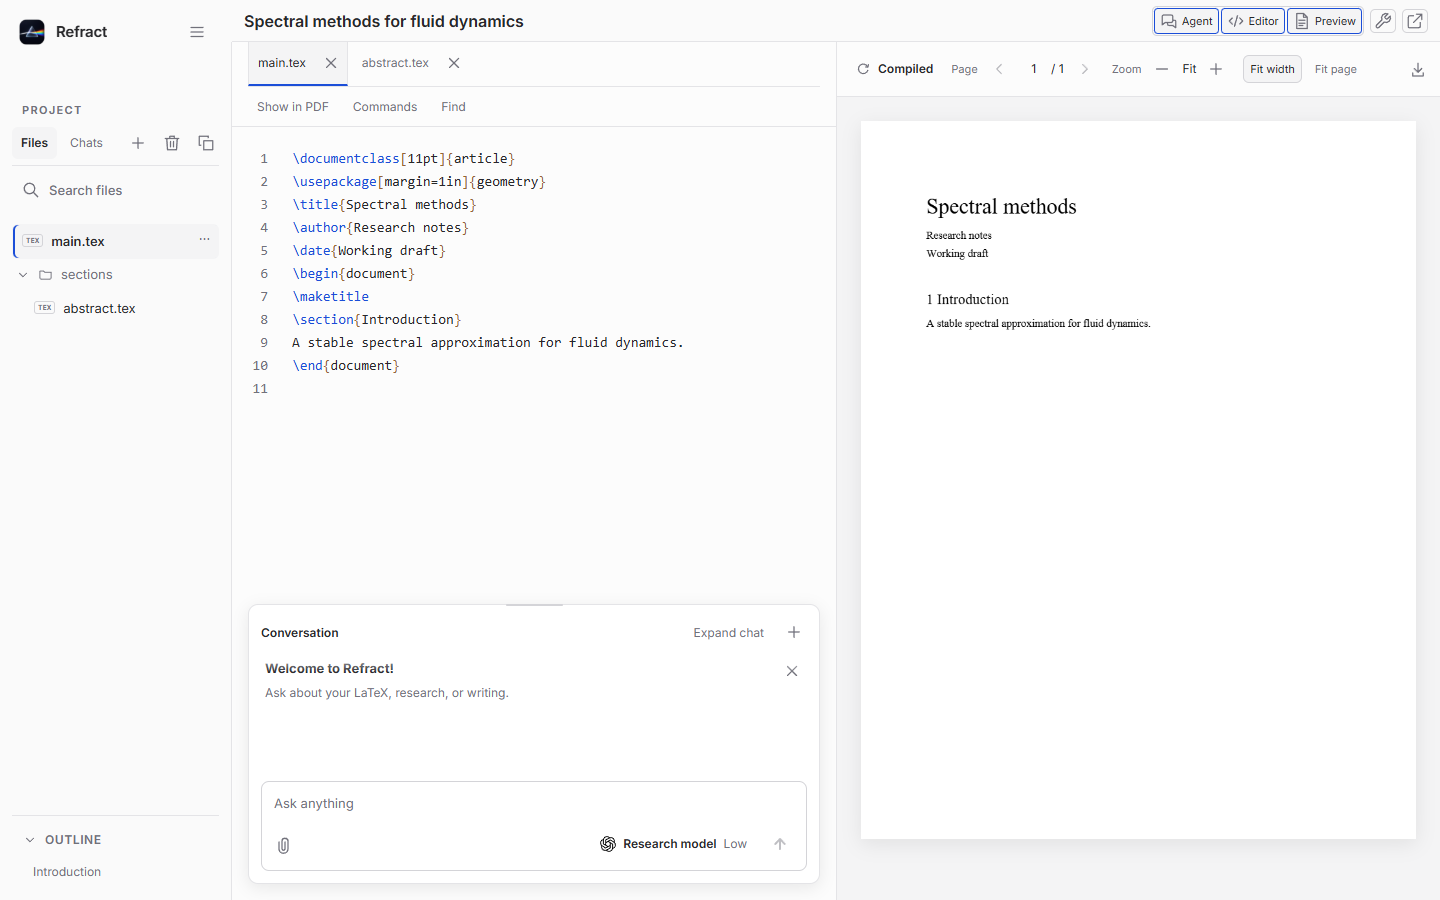 Refract
Spectral methods for fluid dynamics
Agent
Editor
Preview
PROJECT
Files Chats
Search files
TEX main.tex ...
sections
TEX abstract.tex
OUTLINE
Introduction
main.tex abstract.tex
Show in PDF Commands Find
1 \documentclass[11pt]{article}
2 \usepackage[margin=1in]{geometry}
3 \title{Spectral methods}
4 \author{Research notes}
5 \date{Working draft}
6 \begin{document}
7 \maketitle
8 \section{Introduction}
9 A stable spectral approximation for fluid dynamics.
10 \end{document}
11
Conversation Expand chat
Welcome to Refract!
Ask about your LaTeX, research, or writing.
Ask anything
Research model Low
Compiled Page 1 / 1 Zoom Fit Fit width Fit page
Spectral methods
Research notes
Working draft
1 Introduction
A stable spectral approximation for fluid dynamics.